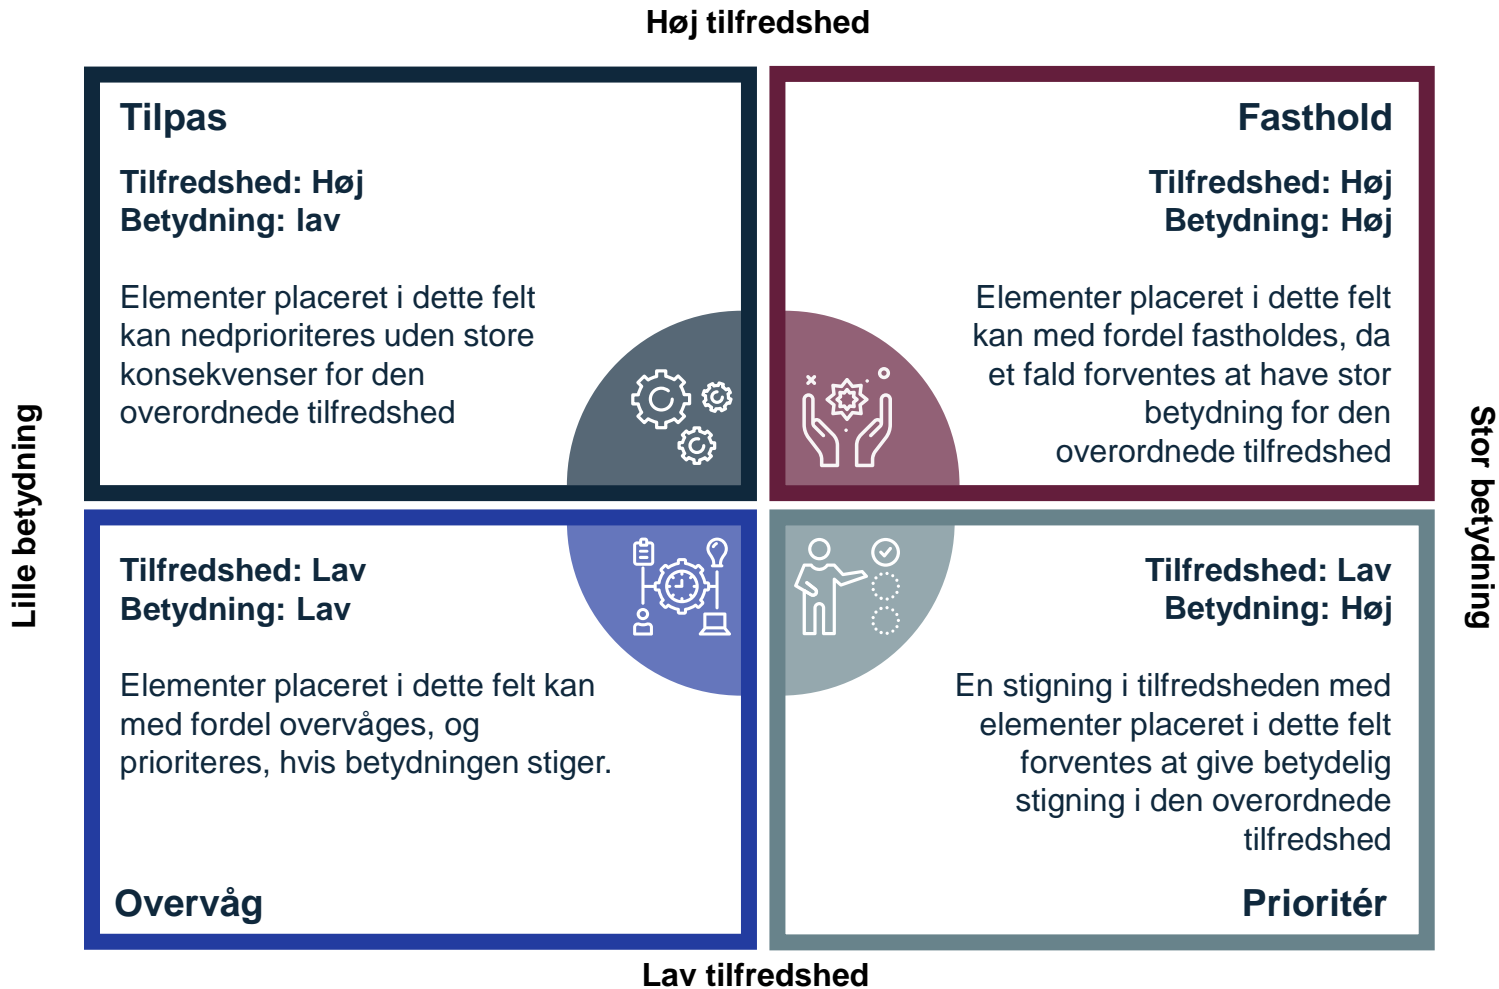 Høj tilfredshed
Tilpas
Tilfredshed: Høj
Betydning: lav
Elementer placeret i dette felt
kan nedprioriteres uden store
konsekvenser for den
overordnede tilfredshed
Fasthold
Tilfredshed: Høj
Betydning: Høj
Elementer placeret i dette felt
kan med fordel fastholdes, da
et fald forventes at have stor
betydning for den
overordnede tilfredshed
Lille betydning
Stor betydning
Tilfredshed: Lav
Betydning: Lav
Elementer placeret i dette felt kan
med fordel overvåges, og
prioriteres, hvis betydningen stiger.
Overvåg
Tilfredshed: Lav
Betydning: Høj
En stigning i tilfredsheden med
elementer placeret i dette felt
forventes at give betydelig
stigning i den overordnede
tilfredshed
Prioritér
Lav tilfredshed